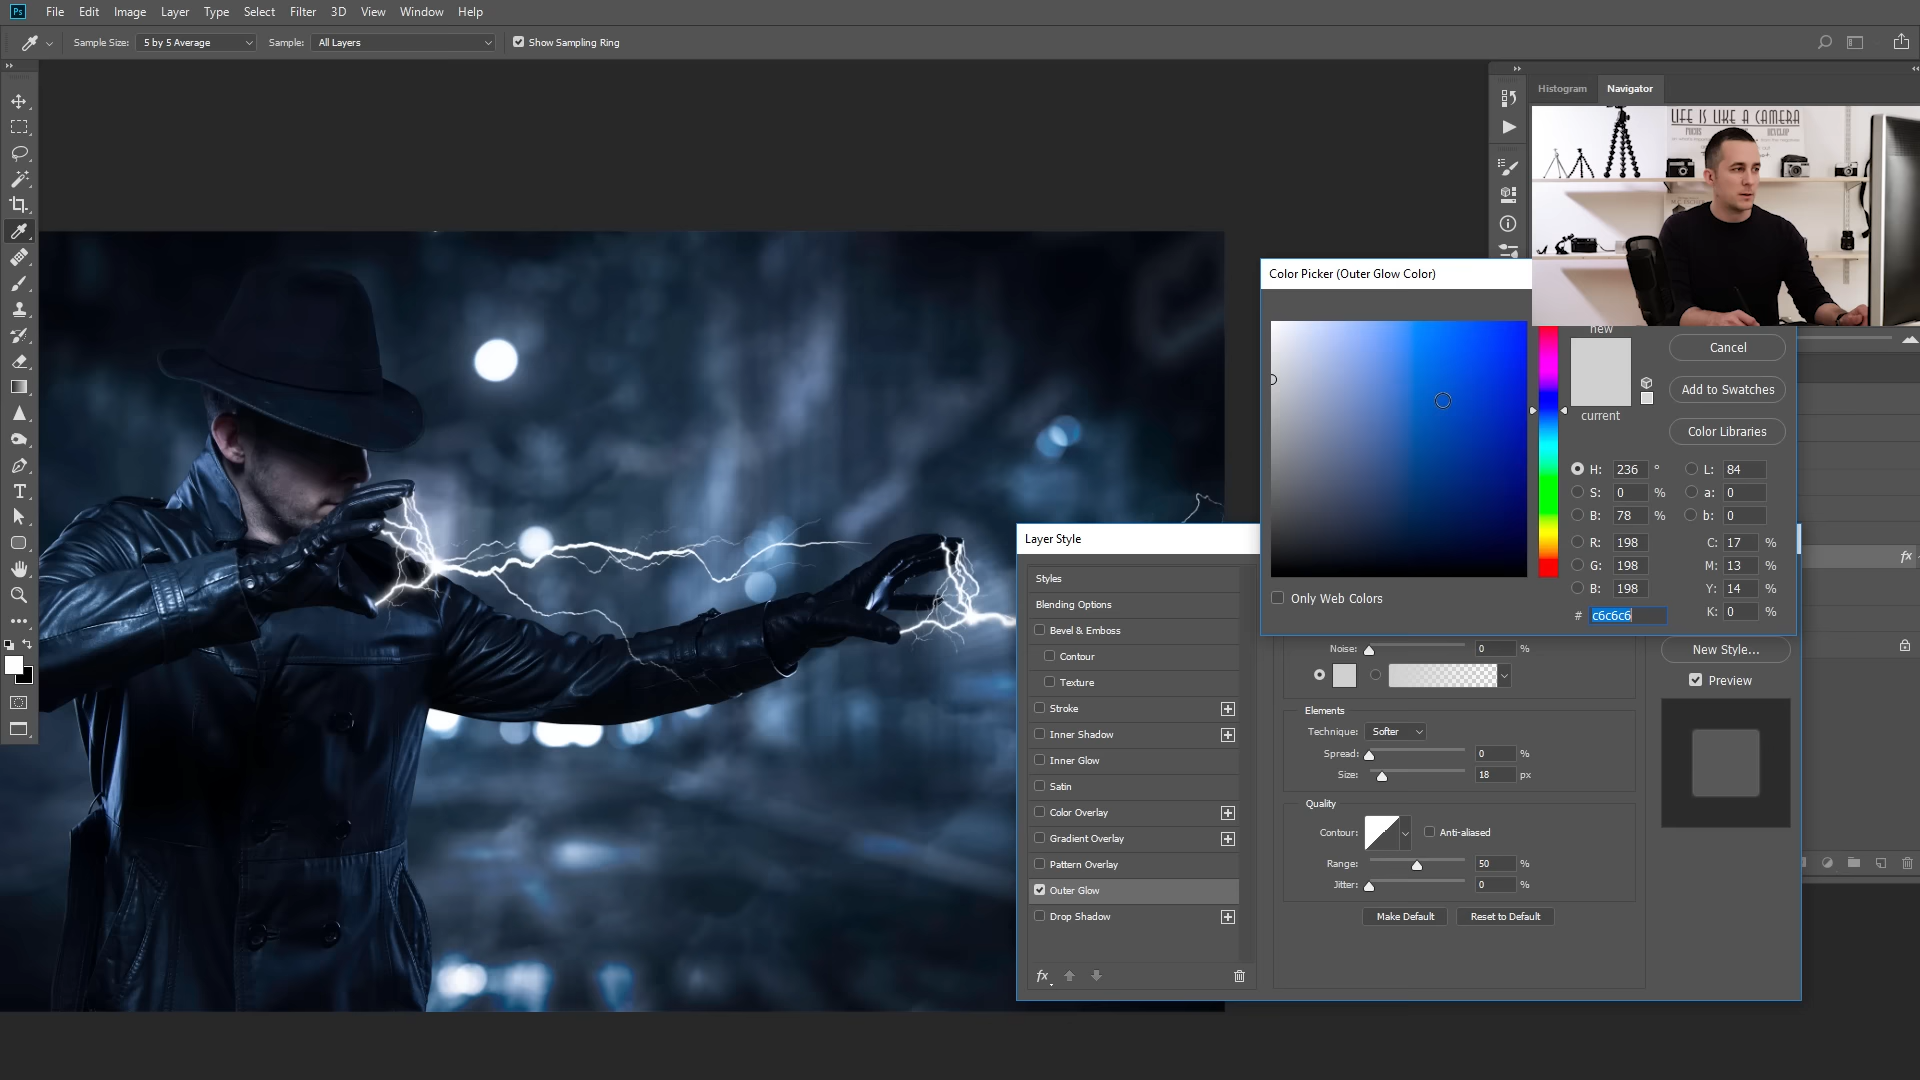 Ps File Edit Image Layer Type Select Filter 3D View Window Help
Sample Size: 5 by 5 Average Sample: All Layers Show Sampling Ring
Histogram Navigator
LIFE IS LIKE A CAMERA
FOCUS DEVELOP
Color Picker (Outer Glow Color)
new
current
Cancel
Add to Swatches
Color Libraries
H: 236 ° L: 84
S: 0 % a: 0
B: 78 % b: 0
R: 198 C: 17 %
G: 198 M: 13 %
B: 198 Y: 14 %
# c6c6c6 K: 0 %
Only Web Colors
T
Layer Style
Styles
Blending Options
Bevel & Emboss
Contour
Texture
Stroke
Inner Shadow
Inner Glow
Satin
Color Overlay
Gradient Overlay
Pattern Overlay
Outer Glow
Drop Shadow
fx
Noise: 0 %
Elements
Technique: Softer
Spread: 0 %
Size: 18 px
Quality
Contour: Anti-aliased
Range: 50 %
Jitter: 0 %
Make Default Reset to Default
New Style...
Preview
fx